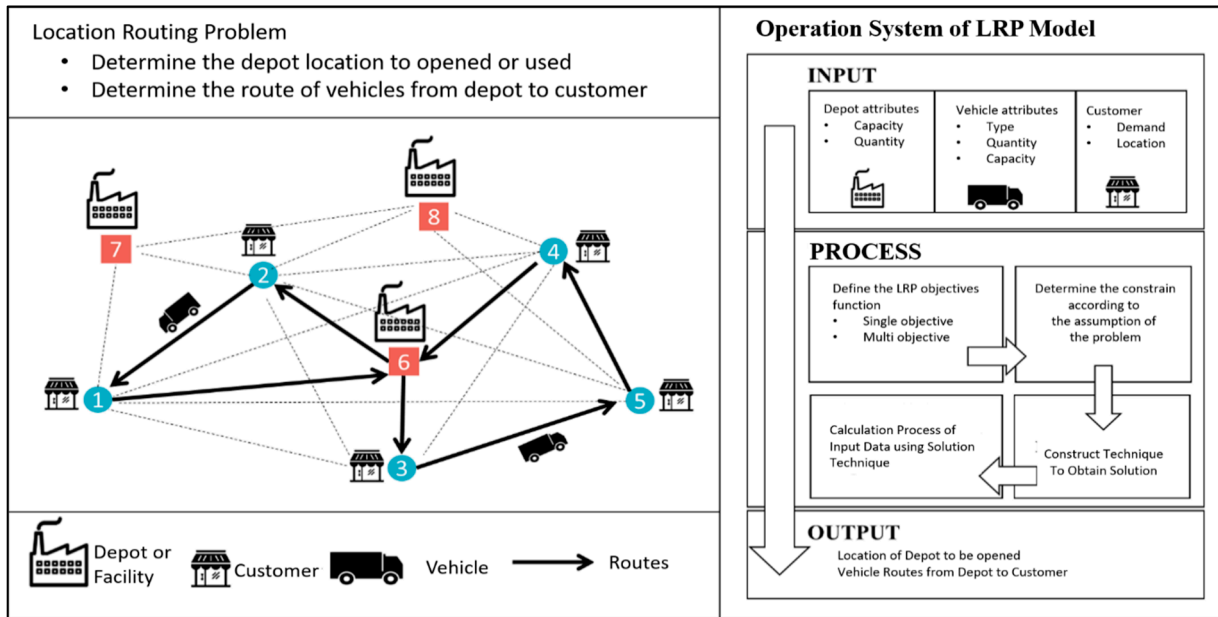 Location Routing Problem
• Determine the depot location to opened or used
• Determine the route of vehicles from depot to customer
7
8
2
4
6
1
5
3
Depot or
Facility
Customer
Vehicle
Routes
Operation System of LRP Model
INPUT
Depot attributes
• Capacity
• Quantity
Vehicle attributes
• Type
• Quantity
• Capacity
Customer
• Demand
• Location
PROCESS
Define the LRP objectives
function
• Single objective
• Multi objective
Determine the constrain
according to
the assumption of
the problem
Calculation Process of
Input Data using Solution
Technique
Construct Technique
To Obtain Solution
OUTPUT
Location of Depot to be opened
Vehicle Routes from Depot to Customer